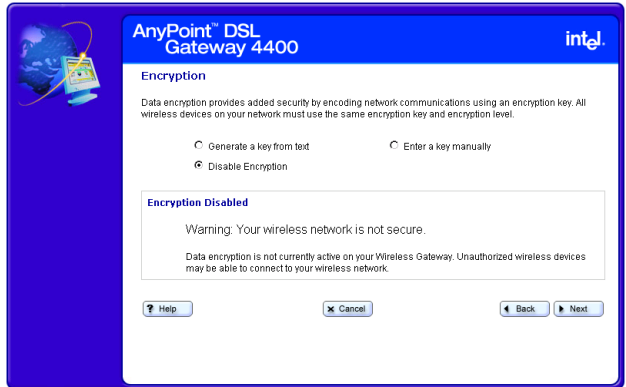 AnyPoint™ DSL
Gateway 4400
intel.
Encryption
Data encryption provides added security by encoding network communications using an encryption key. All
wireless devices on your network must use the same encryption key and encryption level.
Generate a key from text
Enter a key manually
Disable Encryption
Encryption Disabled
Warning: Your wireless network is not secure.
Data encryption is not currently active on your Wireless Gateway. Unauthorized wireless devices
may be able to connect to your wireless network.
? Help
x Cancel
Back
Next